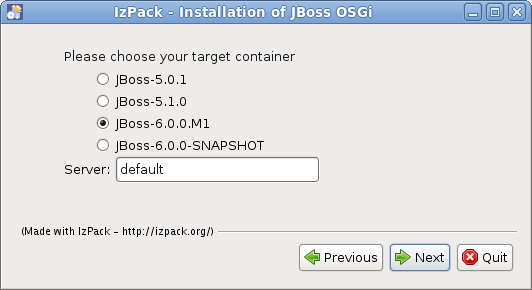 IzPack - Installation of JBoss OSGi
Please choose your target container
JBoss-5.0.1
JBoss-5.1.0
JBoss-6.0.0.M1
JBoss-6.0.0-SNAPSHOT
Server: default
(Made with IzPack - http://izpack.org/)
Previous Next Quit